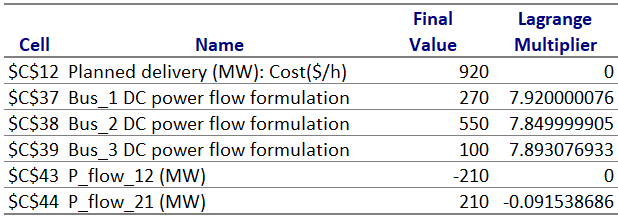 Final Lagrange
Cell Name Value Multiplier
$C$12 Planned delivery (MW): Cost($/h) 920 0
$C$37 Bus_1 DC power flow formulation 270 7.920000076
$C$38 Bus_2 DC power flow formulation 550 7.849999905
$C$39 Bus_3 DC power flow formulation 100 7.893076933
$C$43 P_flow_12 (MW) -210 0
$C$44 P_flow_21 (MW) 210 -0.091538686